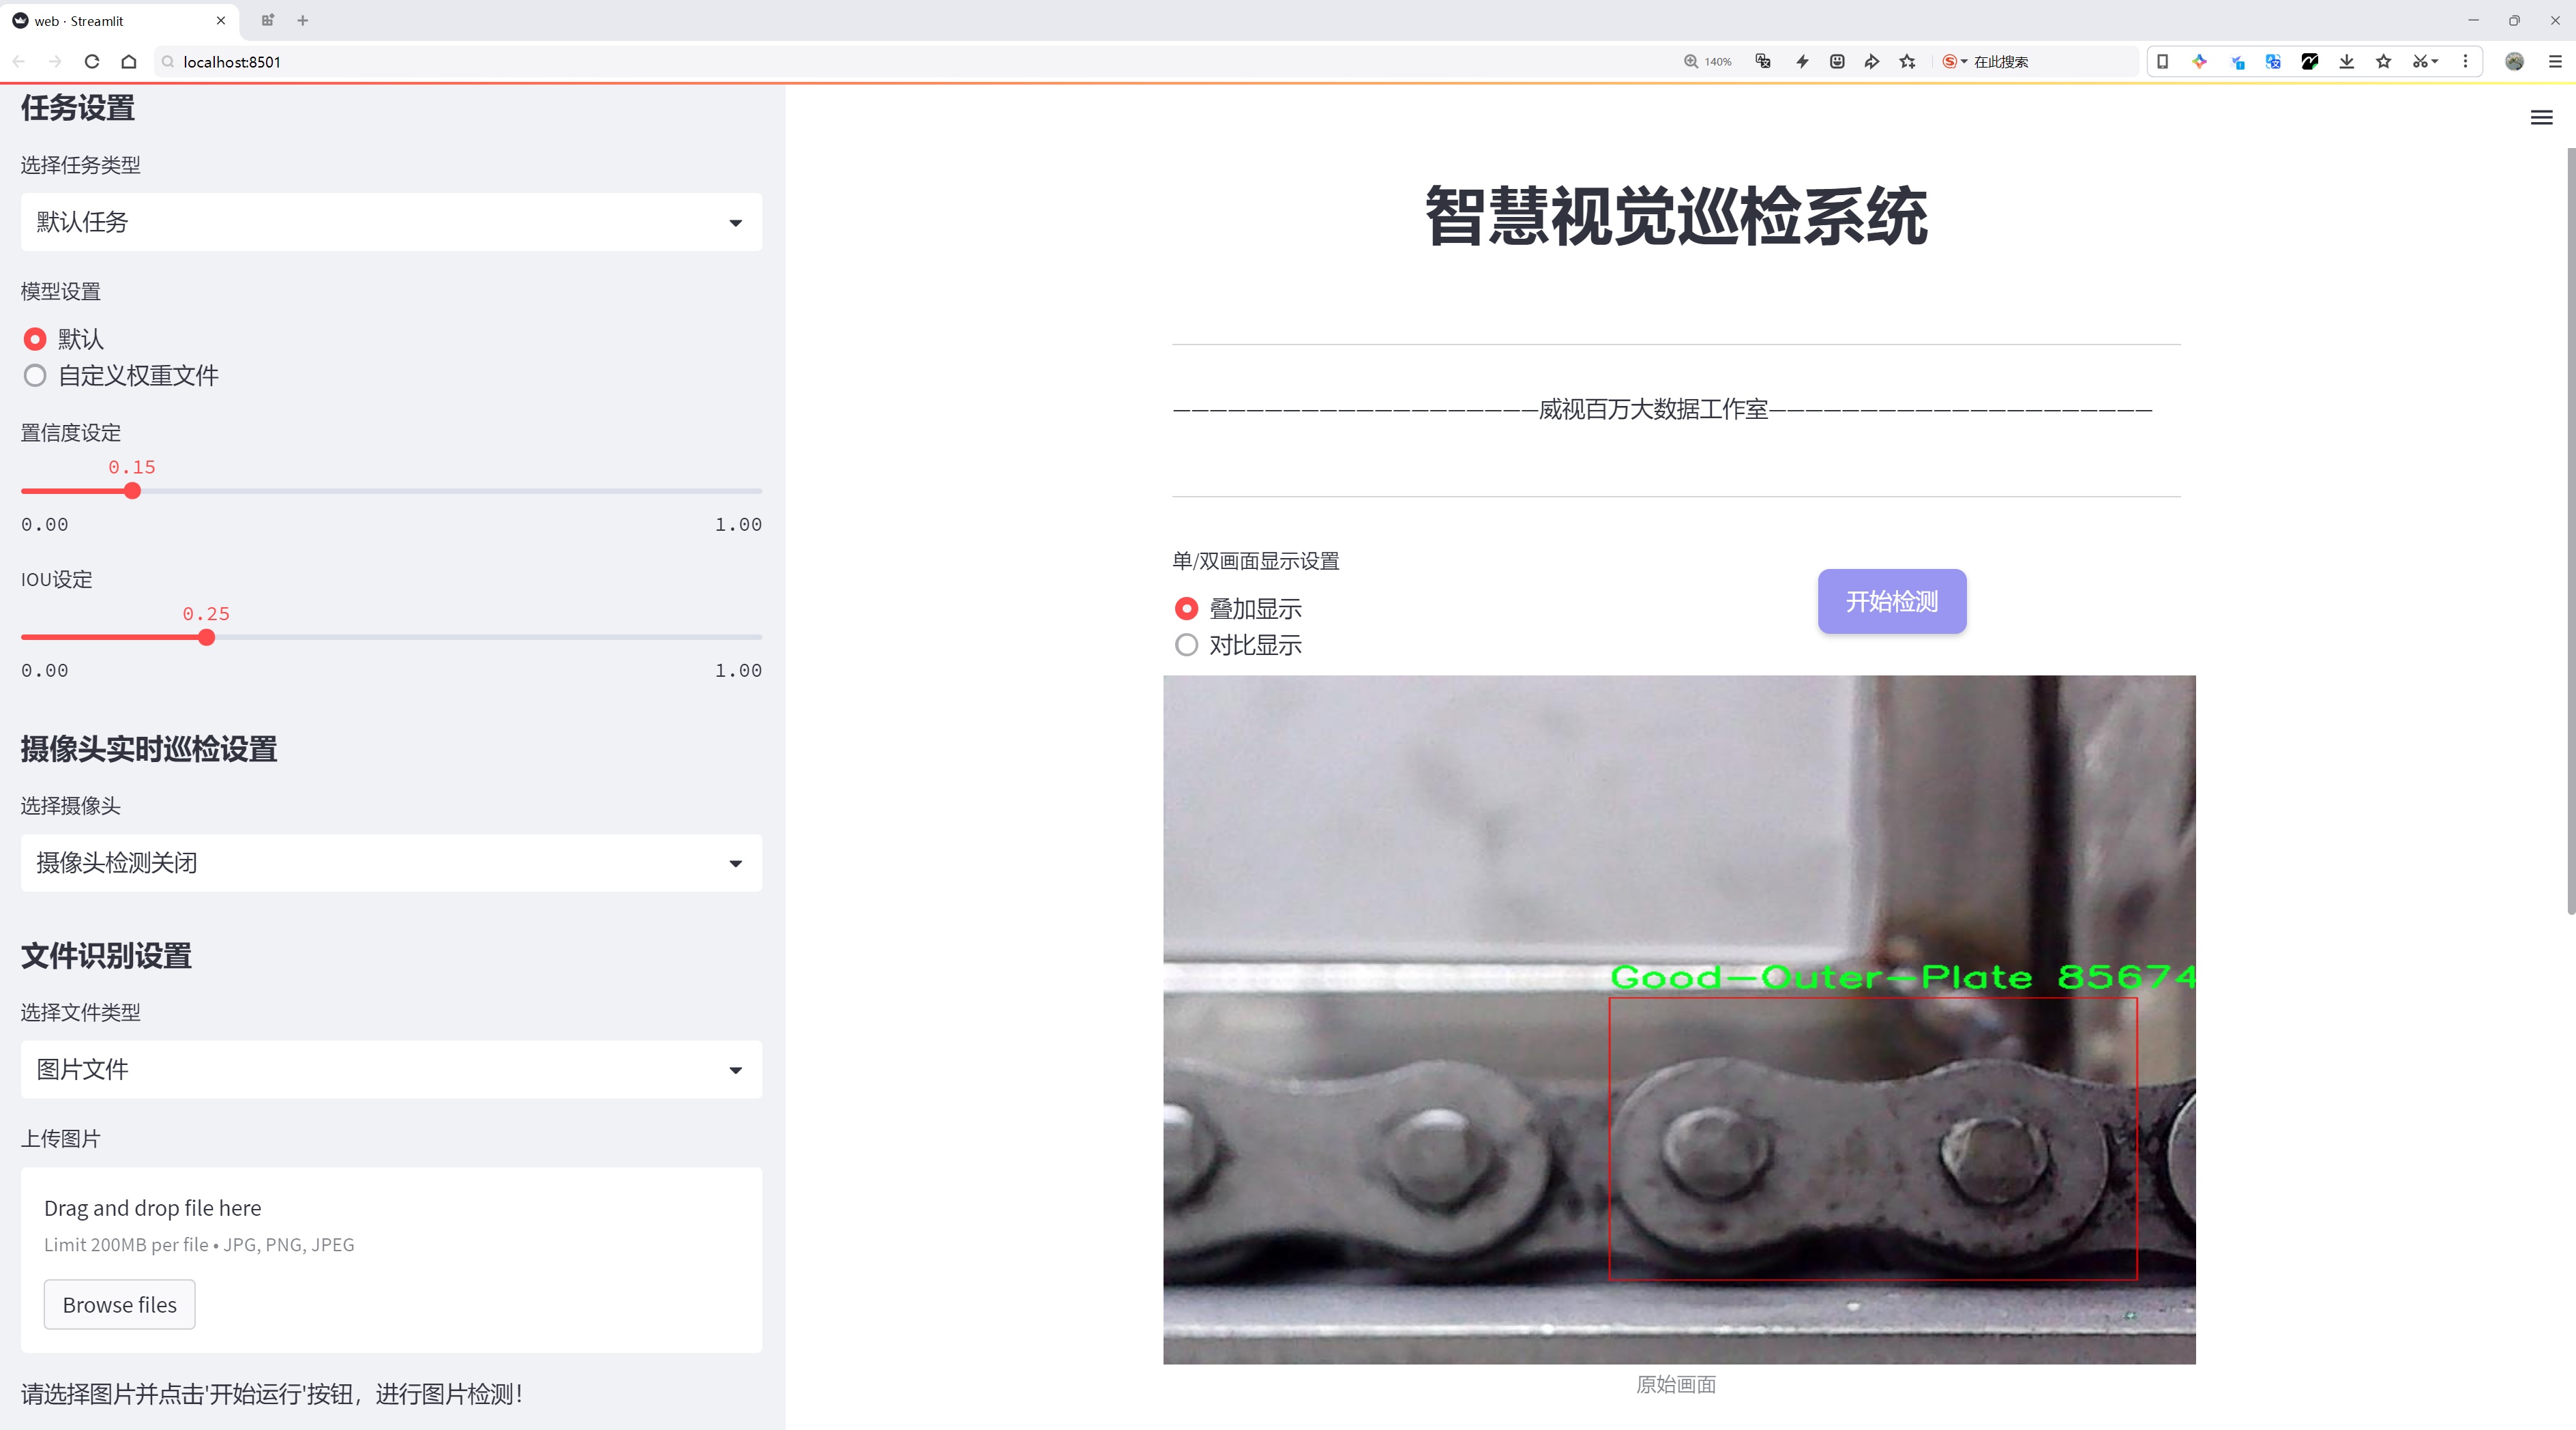 web · Streamlit
localhost:8501
140%
在此搜索
任务设置
选择任务类型
默认任务
模型设置
默认
自定义权重文件
置信度设定
0.15
0.00
1.00
IOU设定
0.25
0.00
1.00
摄像头实时巡检设置
选择摄像头
摄像头检测关闭
文件识别设置
选择文件类型
图片文件
上传图片
Drag and drop file here
Limit 200MB per file • JPG, PNG, JPEG
Browse files
请选择图片并点击'开始运行'按钮，进行图片检测！
智慧视觉巡检系统
————————————————————威视百万大数据工作室—————————————————————
单/双画面显示设置
叠加显示
对比显示
开始检测
Good-Outer-Plate 85674
原始画面